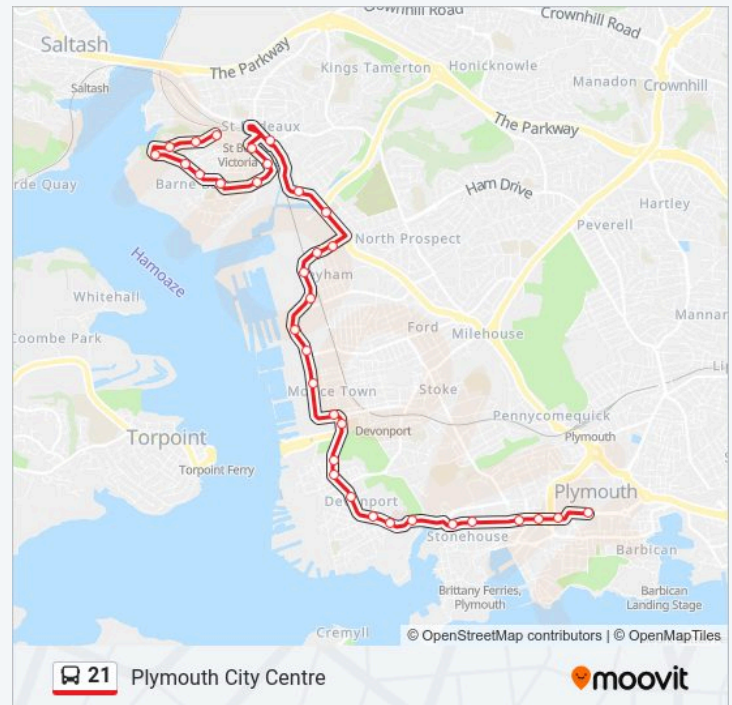 Downhill Road
Crownhill Road
Saltash
The Parkway
Kings Tamerton
Honicknowle
Manadon
Crownhill
Saltash
The Parkway
St Budeaux
St B
Victoria
rde Quay
Barne
Ham Drive
Hartley
Peverell
North Prospect
Hamoaze
yham
Whitehall
Mannar
Coombe Park
Ford
Milehouse
Lip
Morice Town
Stoke
Pennycomequick
Torpoint
Devonport
Plymouth
Torpoint Ferry
Plymouth
Devonport
Stonehouse
Barbican
Brittany Ferries,
Plymouth
Barbican
Landing Stage
Cremyll
© OpenStreetMap contributors | © OpenMapTiles
21 Plymouth City Centre
moovit